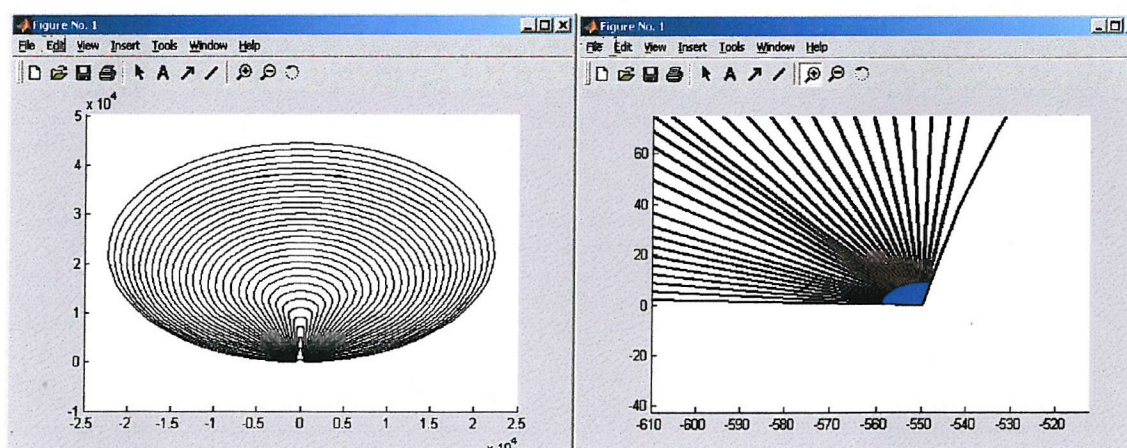 Figure No. 1
File Edit View Insert Tools Window Help
A
x 10^4
5
4
3
2
1
0
-1
-2.5 -2 -1.5 -1 -0.5 0 0.5 1 1.5 2 2.5
Figure No. 1
File Edit View Insert Tools Window Help
A
60
40
20
0
-20
-40
-610 -600 -590 -580 -570 -560 -550 -540 -530 -520